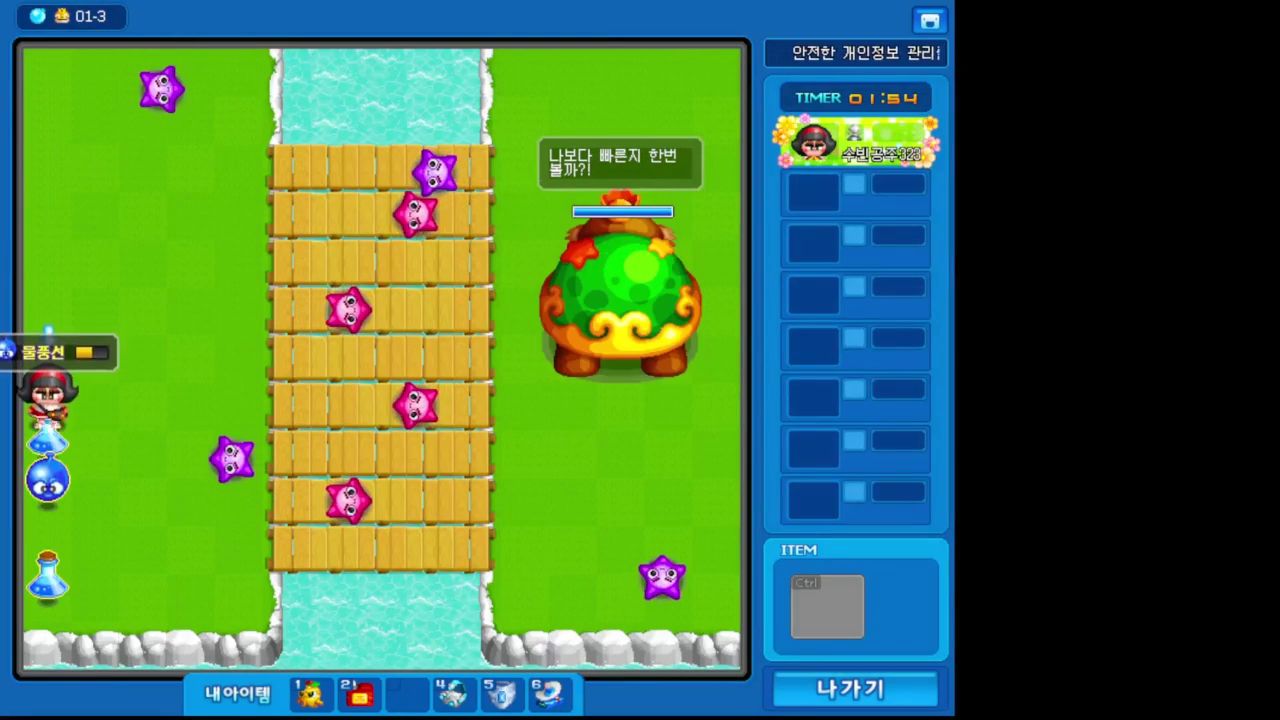 01-3
안전한 개인정보 관리
TIMER 01:54
수빈공주323
나보다 빠른지 한번
볼까?!
물풍선
ITEM
Ctrl
내아이템
1
2
4
5
6
나가기